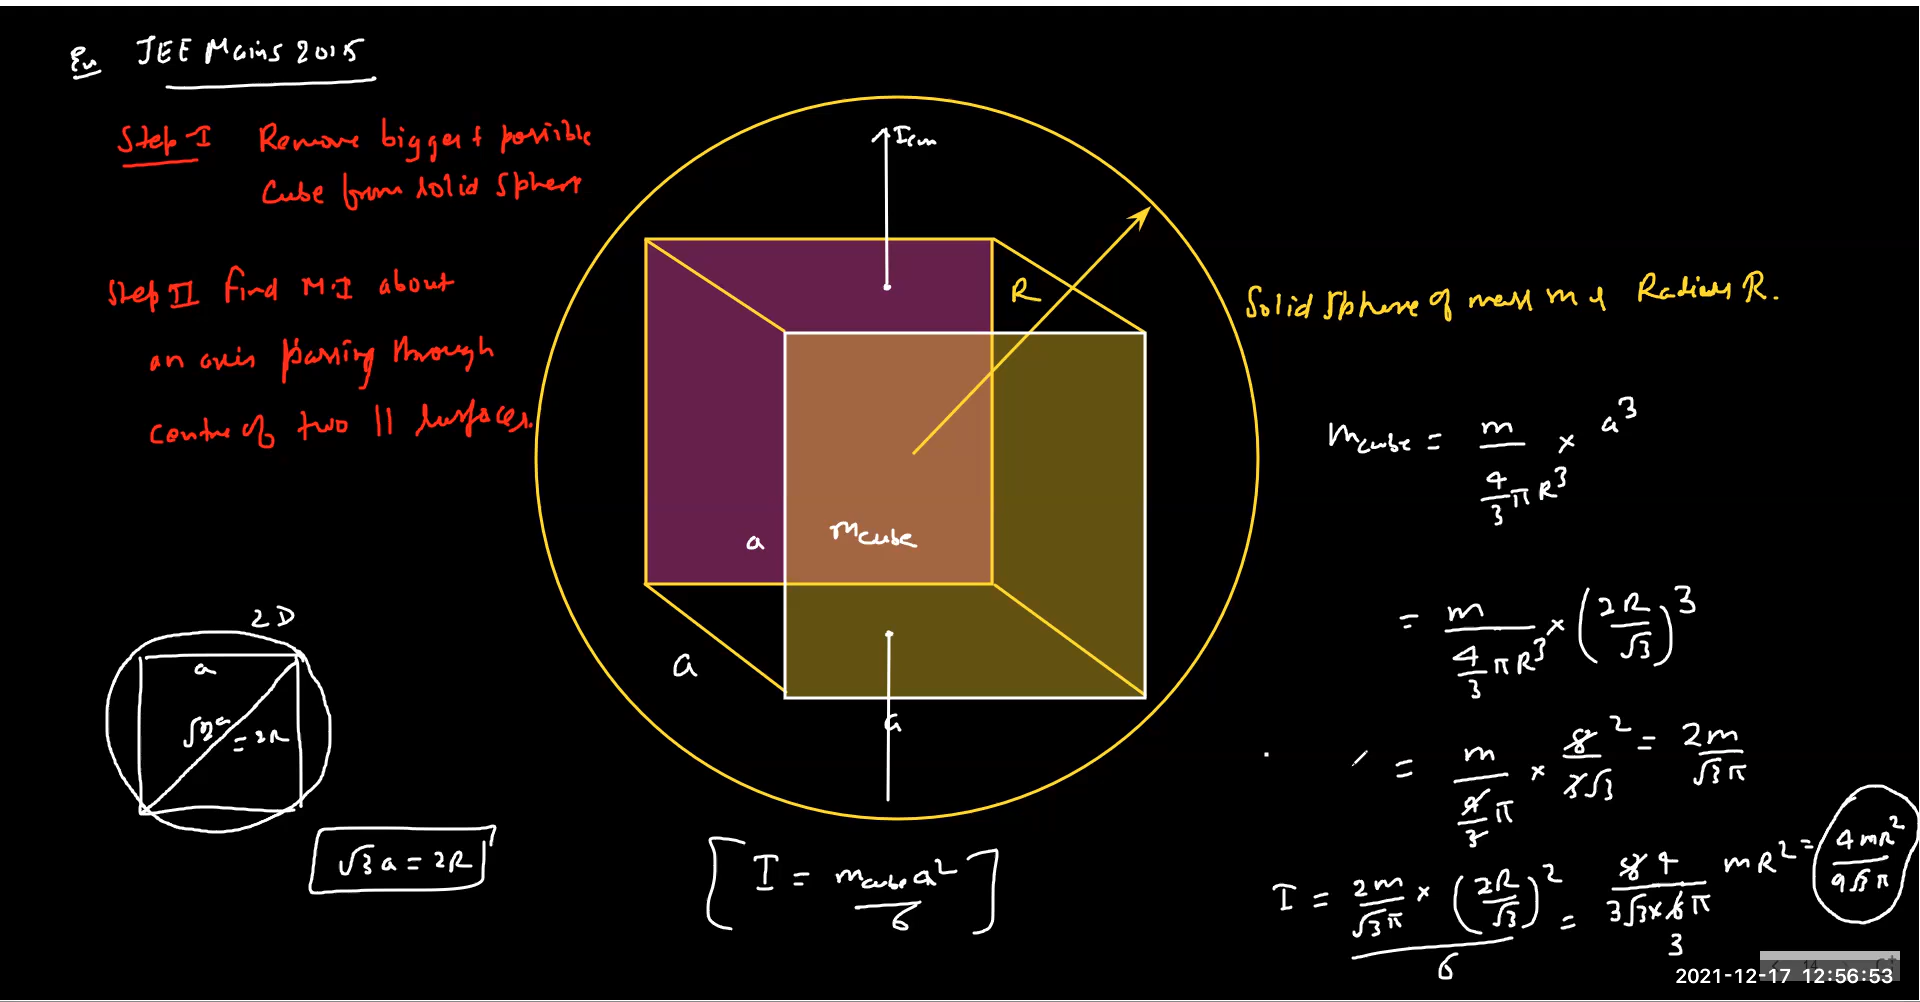 Ex JEE Mains 2015
Step-I Remove biggest possible
Cube from solid sphere
Step II find M.I about
an axis passing through
centre of two || surfaces.
Icm
R
a
mcube
a
a
Solid sphere of mass m & Radius R.
mcube = m/(4/3 πR³) × a³
= m/(4/3 πR³) × (2R/√3)³
= m/(4/3 π) × 8/3√3 ² = 2m/√3π
I = (2m/√3π × (2R/√3)²)/6 = 8 4/(3√3×6π) 3 mR² = 4mR²/9√3π
2D
a
√3a = 2R
√3a = 2R
[I = mcube a²/6]
14
2021-12-17 12:56:53